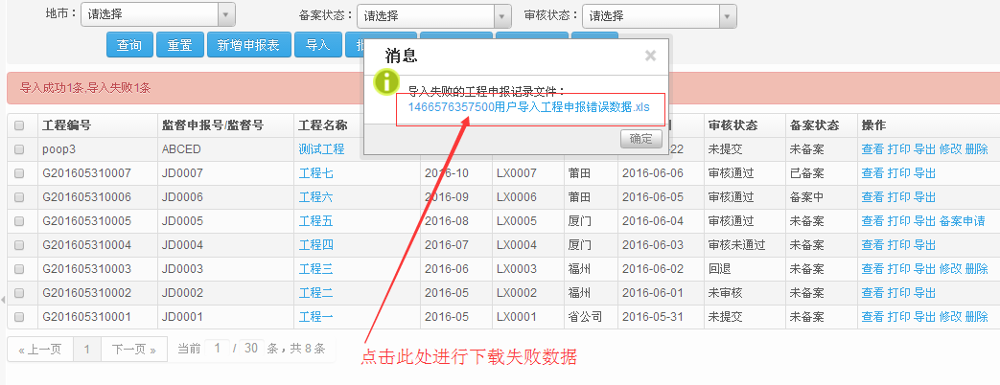 地市： 请选择 备案状态： 请选择 审核状态： 请选择
查询 重置 新增申报表 导入
消息
导入失败的工程申报记录文件：
1466576357500用户导入工程申报错误数据.xls
确定
导入成功1条,导入失败1条
工程编号 监督申报号/监督号 工程名称 审核状态 备案状态 操作
poop3 ABCED 测试工程 22 未提交 未备案 查看 打印 导出 修改 删除
G201605310007 JD0007 工程七 2016-10 LX0007 莆田 2016-06-06 审核通过 已备案 查看 打印 导出
G201605310006 JD0006 工程六 2016-09 LX0006 莆田 2016-06-05 审核通过 备案中 查看 打印 导出
G201605310005 JD0005 工程五 2016-08 LX0005 厦门 2016-06-04 审核通过 未备案 查看 打印 导出 备案申请
G201605310004 JD0004 工程四 2016-07 LX0004 厦门 2016-06-03 审核未通过 未备案 查看 打印 导出
G201605310003 JD0003 工程三 2016-06 LX0003 福州 2016-06-02 回退 未备案 查看 打印 导出 修改 删除
G201605310002 JD0002 工程二 2016-05 LX0002 福州 2016-06-01 未审核 未备案 查看 打印 导出
G201605310001 JD0001 工程一 2016-05 LX0001 省公司 2016-05-31 未提交 未备案 查看 打印 导出 修改 删除
« 上一页 1 下一页 » 当前 1 / 30 条，共 8 条
点击此处进行下载失败数据